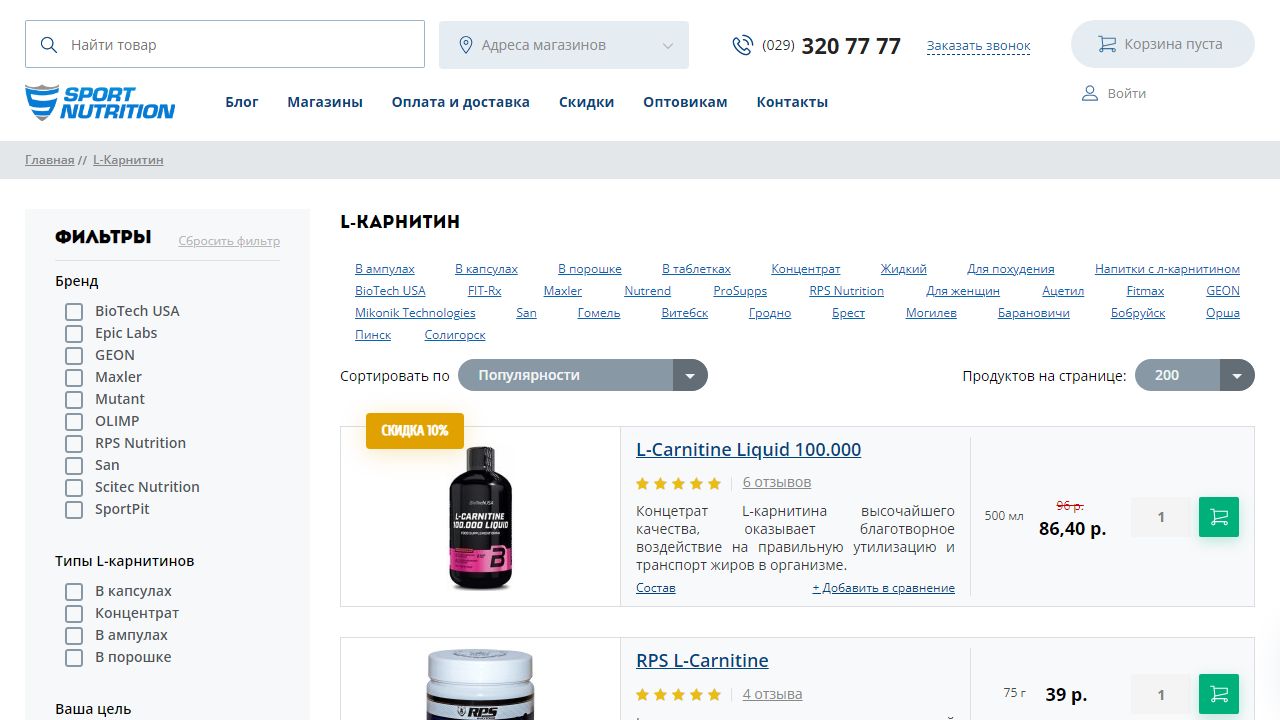 Найти товар
Адреса магазинов
(029) 320 77 77
Заказать звонок
Корзина пуста
SPORT
NUTRITION
Блог Магазины Оплата и доставка Скидки Оптовикам Контакты
Войти
Главная // L-Карнитин
ФИЛЬТРЫ
Сбросить фильтр
Бренд
BioTech USA
Epic Labs
GEON
Maxler
Mutant
OLIMP
RPS Nutrition
San
Scitec Nutrition
SportPit
Типы L-карнитинов
В капсулах
Концентрат
В ампулах
В порошке
Ваша цель
L-КАРНИТИН
В ампулах В капсулах В порошке В таблетках Концентрат Жидкий Для похудения Напитки с л-карнитином
BioTech USA FIT-Rx Maxler Nutrend ProSupps RPS Nutrition Для женщин Ацетил Fitmax GEON
Mikonik Technologies San Гомель Витебск Гродно Брест Могилев Барановичи Бобруйск Орша
Пинск Солигорск
Сортировать по Популярности
Продуктов на странице: 200
СКИДКА 10%
BioTechUSA
L-CARNITINE
100.000 LIQUID
B
L-Carnitine Liquid 100.000
6 отзывов
Концетрат L-карнитина высочайшего
качества, оказывает благотворное
воздействие на правильную утилизацию и
транспорт жиров в организме.
Состав + Добавить в сравнение
500 мл
96 р.
86,40 р.
1
RPS
RPS L-Carnitine
4 отзыва
75 г
39 р.
1